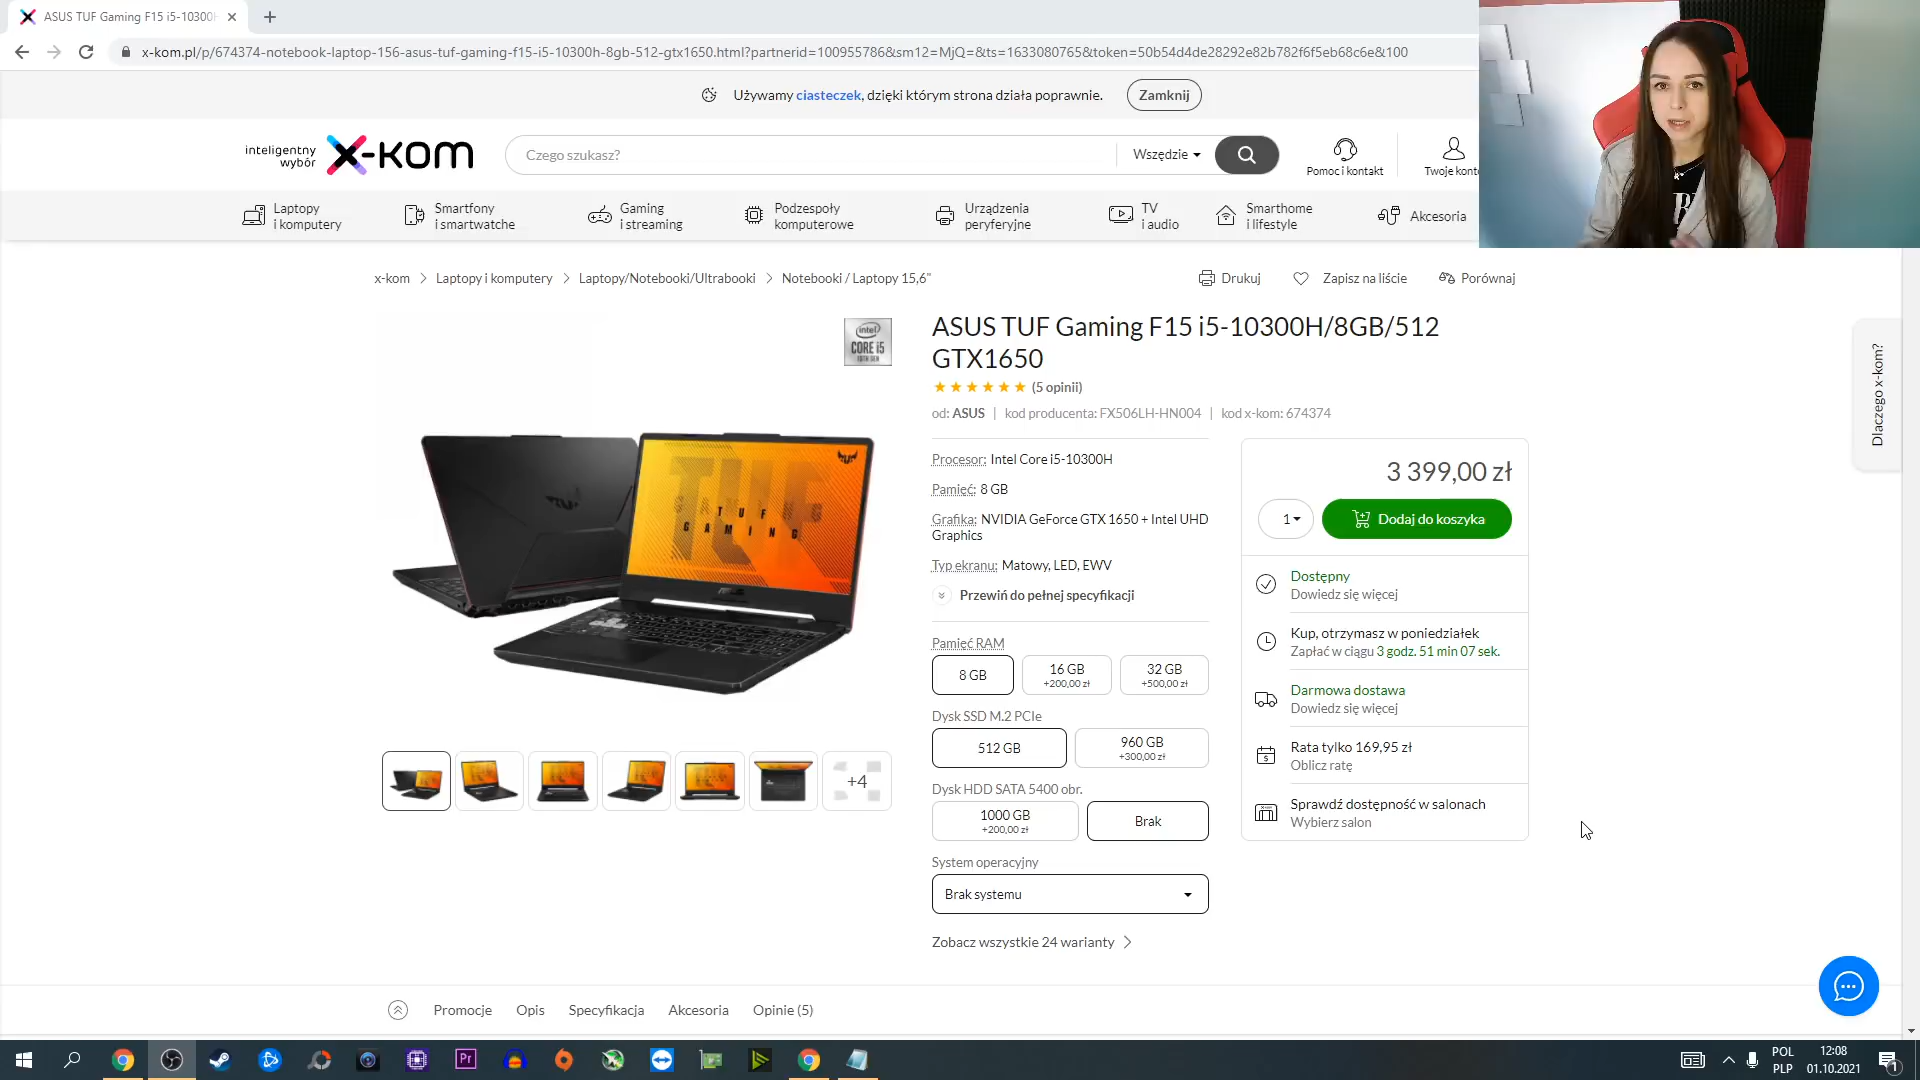 ASUS TUF Gaming F15 i5-10300H
x-kom.pl/p/674374-notebook-laptop-156-asus-tuf-gaming-f15-i5-10300h-8gb-512-gtx1650.html?partnerid=100955786&sm12=MjQ=&ts=1633080765&token=50b54d4de28292e82b782f6f5eb68c6e&100
Używamy ciasteczek, dzięki którym strona działa poprawnie.
Zamknij
inteligentny
wybór
x-kom
Czego szukasz?
Wszędzie
Pomoc i kontakt
Twoje konto
Laptopy
i komputery
Smartfony
i smartwatche
Gaming
i streaming
Podzespoły
komputerowe
Urządzenia
peryferyjne
TV
i audio
Smarthome
i lifestyle
Akcesoria
x-kom > Laptopy i komputery > Laptopy/Notebooki/Ultrabooki > Notebooki / Laptopy 15,6"
Drukuj
Zapisz na liście
Porównaj
intel
CORE i5
10TH GEN
TUF
GAMING
ASUS TUF Gaming F15 i5-10300H/8GB/512
GTX1650
(5 opinii)
od: ASUS | kod producenta: FX506LH-HN004 | kod x-kom: 674374
Procesor: Intel Core i5-10300H
Pamięć: 8 GB
Grafika: NVIDIA GeForce GTX 1650 + Intel UHD
Graphics
Typ ekranu: Matowy, LED, EWV
Przewiń do pełnej specyfikacji
Pamięć RAM
8 GB
16 GB
+200,00 zł
32 GB
+500,00 zł
Dysk SSD M.2 PCIe
512 GB
960 GB
+300,00 zł
Dysk HDD SATA 5400 obr.
1000 GB
+200,00 zł
Brak
System operacyjny
Brak systemu
Zobacz wszystkie 24 warianty
+4
3 399,00 zł
1
Dodaj do koszyka
Dostępny
Dowiedz się więcej
Kup, otrzymasz w poniedziałek
Zapłać w ciągu 3 godz. 51 min 07 sek.
Darmowa dostawa
Dowiedz się więcej
Rata tylko 169,95 zł
Oblicz ratę
Sprawdź dostępność w salonach
Wybierz salon
Dlaczego x-kom?
Promocje
Opis
Specyfikacja
Akcesoria
Opinie (5)
Pr
POL
PLP
12:08
01.10.2021
1